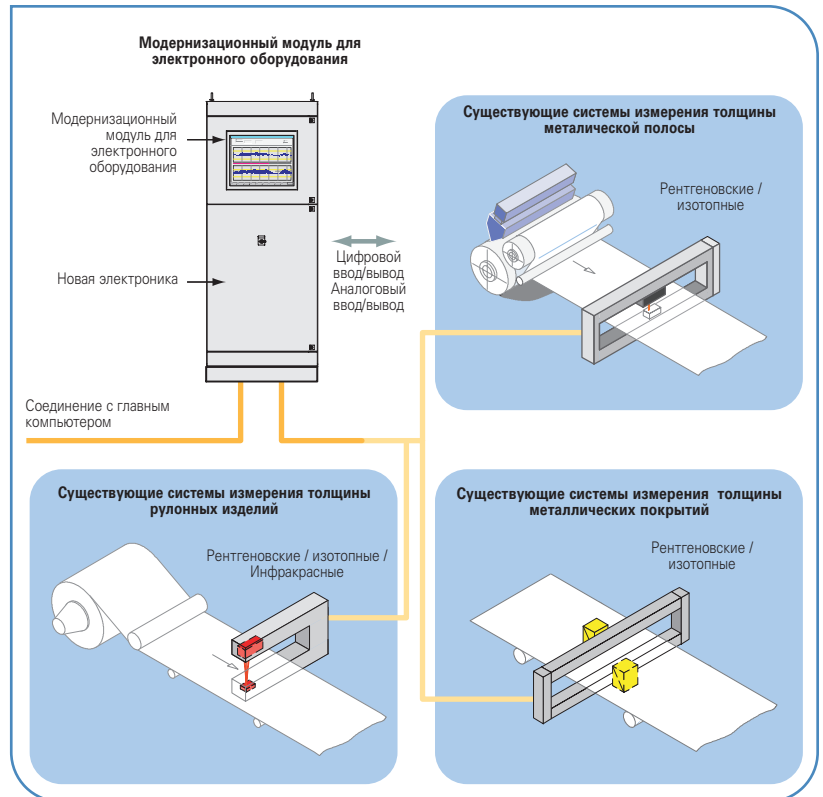 Модернизационный модуль для
электронного оборудования
Модернизационный
модуль для
электронного
оборудования
Новая электроника
Цифровой
ввод/вывод
Аналоговый
ввод/вывод
Соединение с главным
компьютером
Существующие системы измерения толщины
металической полосы
Рентгеновские /
изотопные
Существующие системы измерения толщины
рулонных изделий
Рентгеновские / изотопные /
Инфракрасные
Существующие системы измерения толщины
металлических покрытий
Рентгеновские /
изотопные